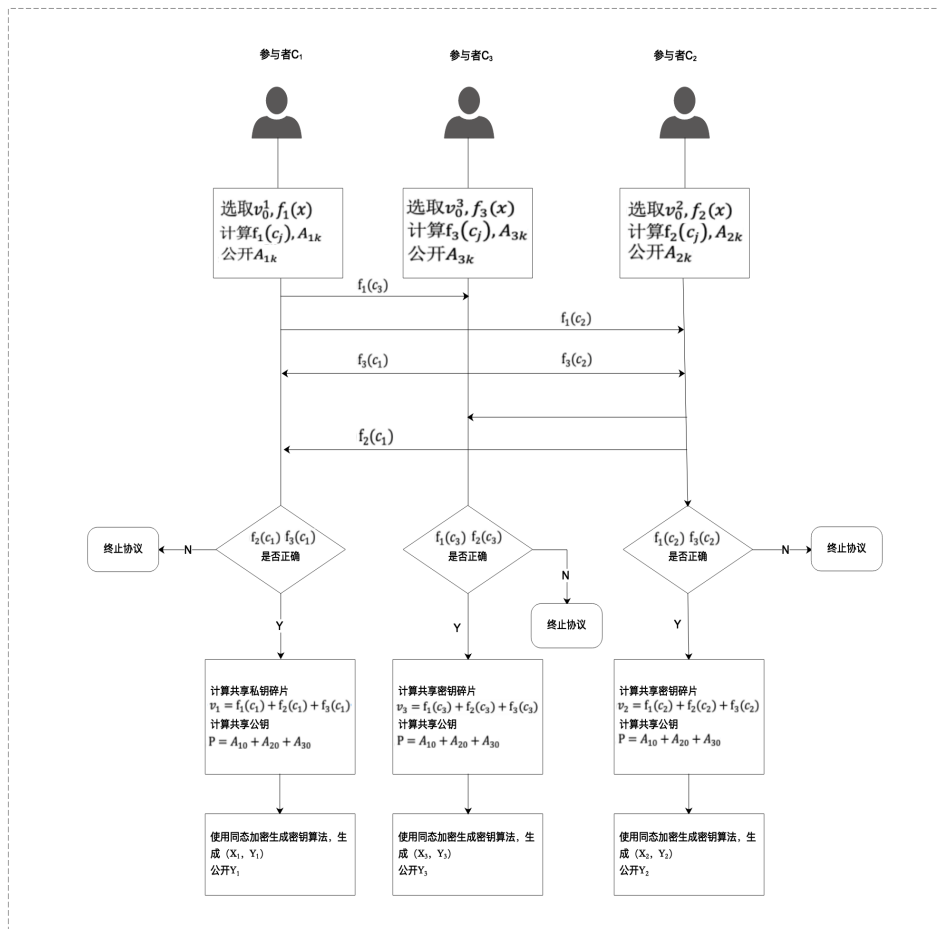 参与者C₁
参与者C₃
参与者C₂
选取v₀¹, f₁(x)
计算f₁(cⱼ), A₁ₖ
公开A₁ₖ
选取v₀³, f₃(x)
计算f₃(cⱼ), A₃ₖ
公开A₃ₖ
选取v₀², f₂(x)
计算f₂(cⱼ), A₂ₖ
公开A₂ₖ
f₁(c₃)
f₁(c₂)
f₃(c₁)
f₃(c₂)
f₂(c₁)
f₂(c₁) f₃(c₁)
是否正确
f₁(c₃) f₂(c₃)
是否正确
f₁(c₂) f₃(c₂)
是否正确
N
终止协议
N
终止协议
N
终止协议
Y
Y
Y
计算共享私钥碎片
v₁ = f₁(c₁) + f₂(c₁) + f₃(c₁)
计算共享公钥
P = A₁₀ + A₂₀ + A₃₀
计算共享密钥碎片
v₃ = f₁(c₃) + f₂(c₃) + f₃(c₃)
计算共享公钥
P = A₁₀ + A₂₀ + A₃₀
计算共享密钥碎片
v₂ = f₁(c₂) + f₂(c₂) + f₃(c₂)
计算共享公钥
P = A₁₀ + A₂₀ + A₃₀
使用同态加密生成密钥算法，生
成（X₁，Y₁）
公开Y₁
使用同态加密生成密钥算法，生
成（X₃，Y₃）
公开Y₃
使用同态加密生成密钥算法，生
成（X₂，Y₂）
公开Y₂